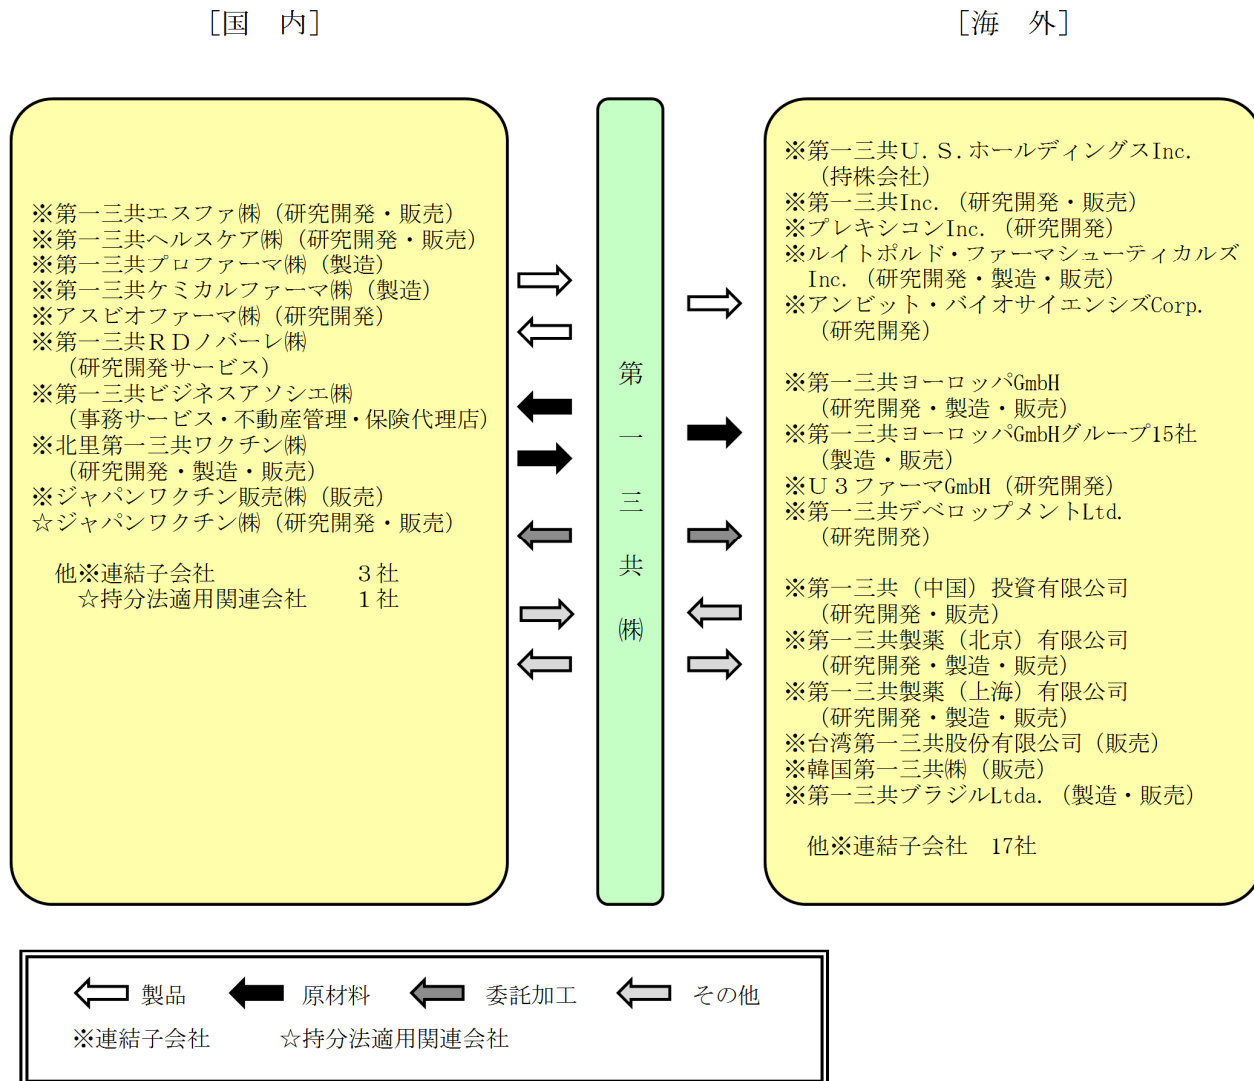 ［国　内］
［海　外］
※第一三共エスファ㈱（研究開発・販売）
※第一三共ヘルスケア㈱（研究開発・販売）
※第一三共プロファーマ㈱（製造）
※第一三共ケミカルファーマ㈱（製造）
※アスビオファーマ㈱（研究開発）
※第一三共ＲＤノバーレ㈱
（研究開発サービス）
※第一三共ビジネスアソシエ㈱
（事務サービス・不動産管理・保険代理店）
※北里第一三共ワクチン㈱
（研究開発・製造・販売）
※ジャパンワクチン販売㈱（販売）
☆ジャパンワクチン㈱（研究開発・販売）
他※連結子会社　３社
☆持分法適用関連会社　１社
第一三共㈱
※第一三共Ｕ．Ｓ．ホールディングスInc.
（持株会社）
※第一三共Inc.（研究開発・販売）
※プレキシコンInc.（研究開発）
※ルイトポルド・ファーマシューティカルズ
Inc.（研究開発・製造・販売）
※アンビット・バイオサイエンシズCorp.
（研究開発）
※第一三共ヨーロッパGmbH
（研究開発・製造・販売）
※第一三共ヨーロッパGmbHグループ15社
（製造・販売）
※Ｕ３ファーマGmbH（研究開発）
※第一三共デベロップメントLtd.
（研究開発）
※第一三共（中国）投資有限公司
（研究開発・販売）
※第一三共製薬（北京）有限公司
（研究開発・製造・販売）
※第一三共製薬（上海）有限公司
（研究開発・製造・販売）
※台湾第一三共股份有限公司（販売）
※韓国第一三共㈱（販売）
※第一三共ブラジルLtda.（製造・販売）
他※連結子会社　17社
製品　原材料　委託加工　その他
※連結子会社　☆持分法適用関連会社